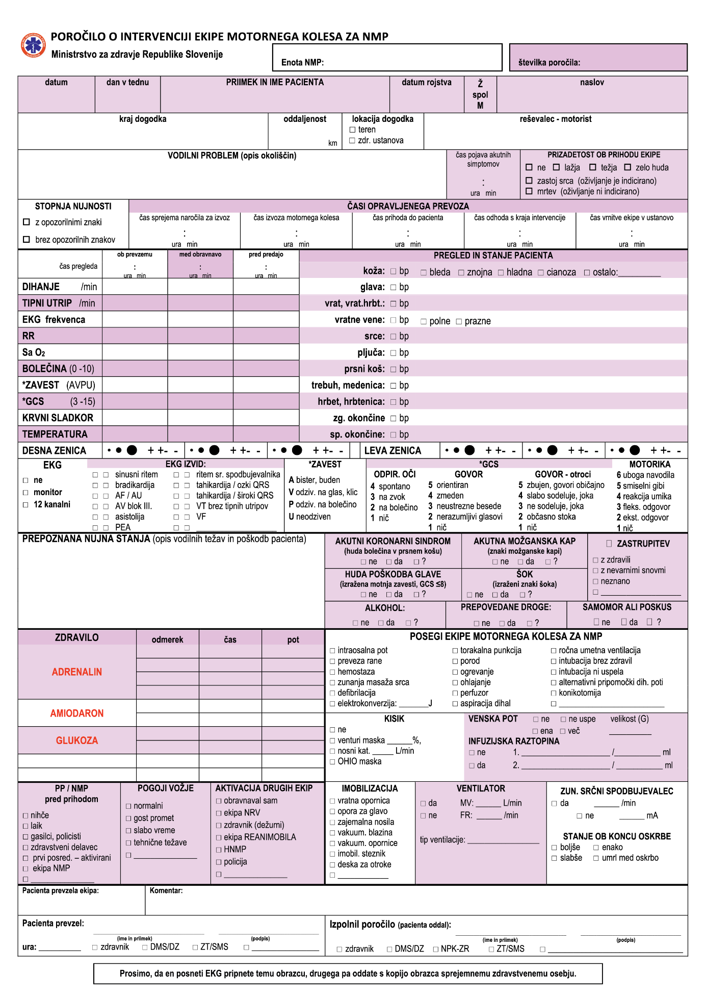 POROČILO O INTERVENCIJI EKIPE MOTORNEGA KOLESA ZA NMP
Ministrstvo za zdravje Republike Slovenije
Enota NMP:
številka poročila:
datum dan v tednu PRIIMEK IN IME PACIENTA datum rojstva Ž naslov
spol
M
kraj dogodka oddaljenost lokacija dogodka reševalec - motorist
□ teren
km □ zdr. ustanova
VODILNI PROBLEM (opis okoliščin) čas pojava akutnih simptomov PRIZADETOST OB PRIHODU EKIPE
□ ne □ lažja □ težja □ zelo huda
: □ zastoj srca (oživljanje je indicirano)
ura min □ mrtev (oživljanje ni indicirano)
STOPNJA NUJNOSTI ČASI OPRAVLJENEGA PREVOZA
□ z opozorilnimi znaki čas sprejema naročila za izvoz čas izvoza motornega kolesa čas prihoda do pacienta čas odhoda s kraja intervencije čas vrnitve ekipe v ustanovo
: : : : :
□ brez opozorilnih znakov ura min ura min ura min ura min ura min
ob prevzemu med obravnavo pred predajo PREGLED IN STANJE PACIENTA
čas pregleda : : :
ura min ura min ura min
koža: □ bp □ bleda □ znojna □ hladna □ cianoza □ ostalo:__________
DIHANJE /min glava: □ bp
TIPNI UTRIP /min vrat, vrat.hrbt.: □ bp
EKG frekvenca vratne vene: □ bp □ polne □ prazne
RR srce: □ bp
Sa O2 pljuča: □ bp
BOLEČINA (0 -10) prsni koš: □ bp
*ZAVEST (AVPU) trebuh, medenica: □ bp
*GCS (3 -15) hrbet, hrbtenica: □ bp
KRVNI SLADKOR zg. okončine □ bp
TEMPERATURA sp. okončine: □ bp
DESNA ZENICA • ● ● + +- - • ● ● + +- - • ● ● + +- - LEVA ZENICA • ● ● + +- - • ● ● + +- - • ● ● + +- -
EKG
□ ne
□ monitor
□ 12 kanalni
EKG IZVID:
□ □ sinusni ritem □ □ ritem sr. spodbujevalnika
□ □ bradikardija □ □ tahikardija / ozki QRS
□ □ AF / AU □ □ tahikardija / široki QRS
□ □ AV blok III. □ □ VT brez tipnih utripov
□ □ asistolija □ □ VF
□ □ PEA □ □ ___________________
*ZAVEST
A bister, buden
V odziv. na glas, klic
P odziv. na bolečino
U neodziven
*GCS
ODPIR. OČI
4 spontano
3 na zvok
2 na bolečino
1 nič
GOVOR
5 orientiran
4 zmeden
3 neustrezne besede
2 nerazumljivi glasovi
1 nič
GOVOR - otroci
5 zbujen, govori običajno
4 slabo sodeluje, joka
3 ne sodeluje, joka
2 občasno stoka
1 nič
MOTORIKA
6 uboga navodila
5 smiselni gibi
4 reakcija umika
3 fleks. odgovor
2 ekst. odgovor
1 nič
PREPOZNANA NUJNA STANJA (opis vodilnih težav in poškodb pacienta)
AKUTNI KORONARNI SINDROM
(huda bolečina v prsnem košu)
□ ne □ da □ ?
AKUTNA MOŽGANSKA KAP
(znaki možganske kapi)
□ ne □ da □ ?
□ ZASTRUPITEV
□ z zdravili
□ z nevarnimi snovmi
□ neznano
□ ___________________
HUDA POŠKODBA GLAVE
(izražena motnja zavesti, GCS ≤8)
□ ne □ da □ ?
ŠOK
(izraženi znaki šoka)
□ ne □ da □ ?
ALKOHOL:
□ ne □ da □ ?
PREPOVEDANE DROGE:
□ ne □ da □ ?
SAMOMOR ALI POSKUS
□ ne □ da □ ?
ZDRAVILO odmerek čas pot
ADRENALIN
AMIODARON
GLUKOZA
POSEGI EKIPE MOTORNEGA KOLESA ZA NMP
□ intraosalna pot □ torakalna punkcija □ ročna umetna ventilacija
□ preveza rane □ porod □ intubacija brez zdravil
□ hemostaza □ ogrevanje □ intubacija ni uspela
□ zunanja masaža srca □ ohlajanje □ alternativni pripomočki dih. poti
□ defibrilacija □ perfuzor □ konikotomija
□ elektrokonverzija: _______J □ aspiracija dihal □ _________________________
KISIK
□ ne
□ venturi maska ______%,
□ nosni kat. _____ L/min
□ OHIO maska
VENSKA POT □ ne □ ne uspe velikost (G)
□ ena □ več __________
INFUZIJSKA RAZTOPINA
□ ne 1. _____________________ /___________ ml
□ da 2. _____________________ / ___________ ml
PP / NMP
pred prihodom
□ nihče
□ laik
□ gasilci, policisti
□ zdravstveni delavec
□ prvi posred. – aktivirani
□ ekipa NMP
□ _______________
POGOJI VOŽJE
□ normalni
□ gost promet
□ slabo vreme
□ tehnične težave
□ _______________
AKTIVACIJA DRUGIH EKIP
□ obravnaval sam
□ ekipa NRV
□ zdravnik (dežurni)
□ ekipa REANIMOBILA
□ HNMP
□ policija
□ _______________
IMOBILIZACIJA
□ vratna opornica
□ opora za glavo
□ zajemalna nosila
□ vakuum. blazina
□ vakuum. opornice
□ imobil. steznik
□ deska za otroke
□ ____________
VENTILATOR
□ da MV: ______ L/min
□ ne FR: ______ /min
tip ventilacije: _________________
ZUN. SRČNI SPODBUJEVALEC
□ da ______ /min
□ ne ______ mA
STANJE OB KONCU OSKRBE
□ boljše □ enako
□ slabše □ umrl med oskrbo
Pacienta prevzela ekipa: Komentar:
Pacienta prevzel: ____________________ ____________________
(ime in priimek) (podpis)
ura: __________ □ zdravnik □ DMS/DZ □ ZT/SMS □ ________________
Izpolnil poročilo (pacienta oddal): ____________________ ____________________
(ime in priimek) (podpis)
□ zdravnik □ DMS/DZ □ NPK-ZR □ ZT/SMS □ ________________________________
Prosimo, da en posneti EKG pripnete temu obrazcu, drugega pa oddate s kopijo obrazca sprejemnemu zdravstvenemu osebju.